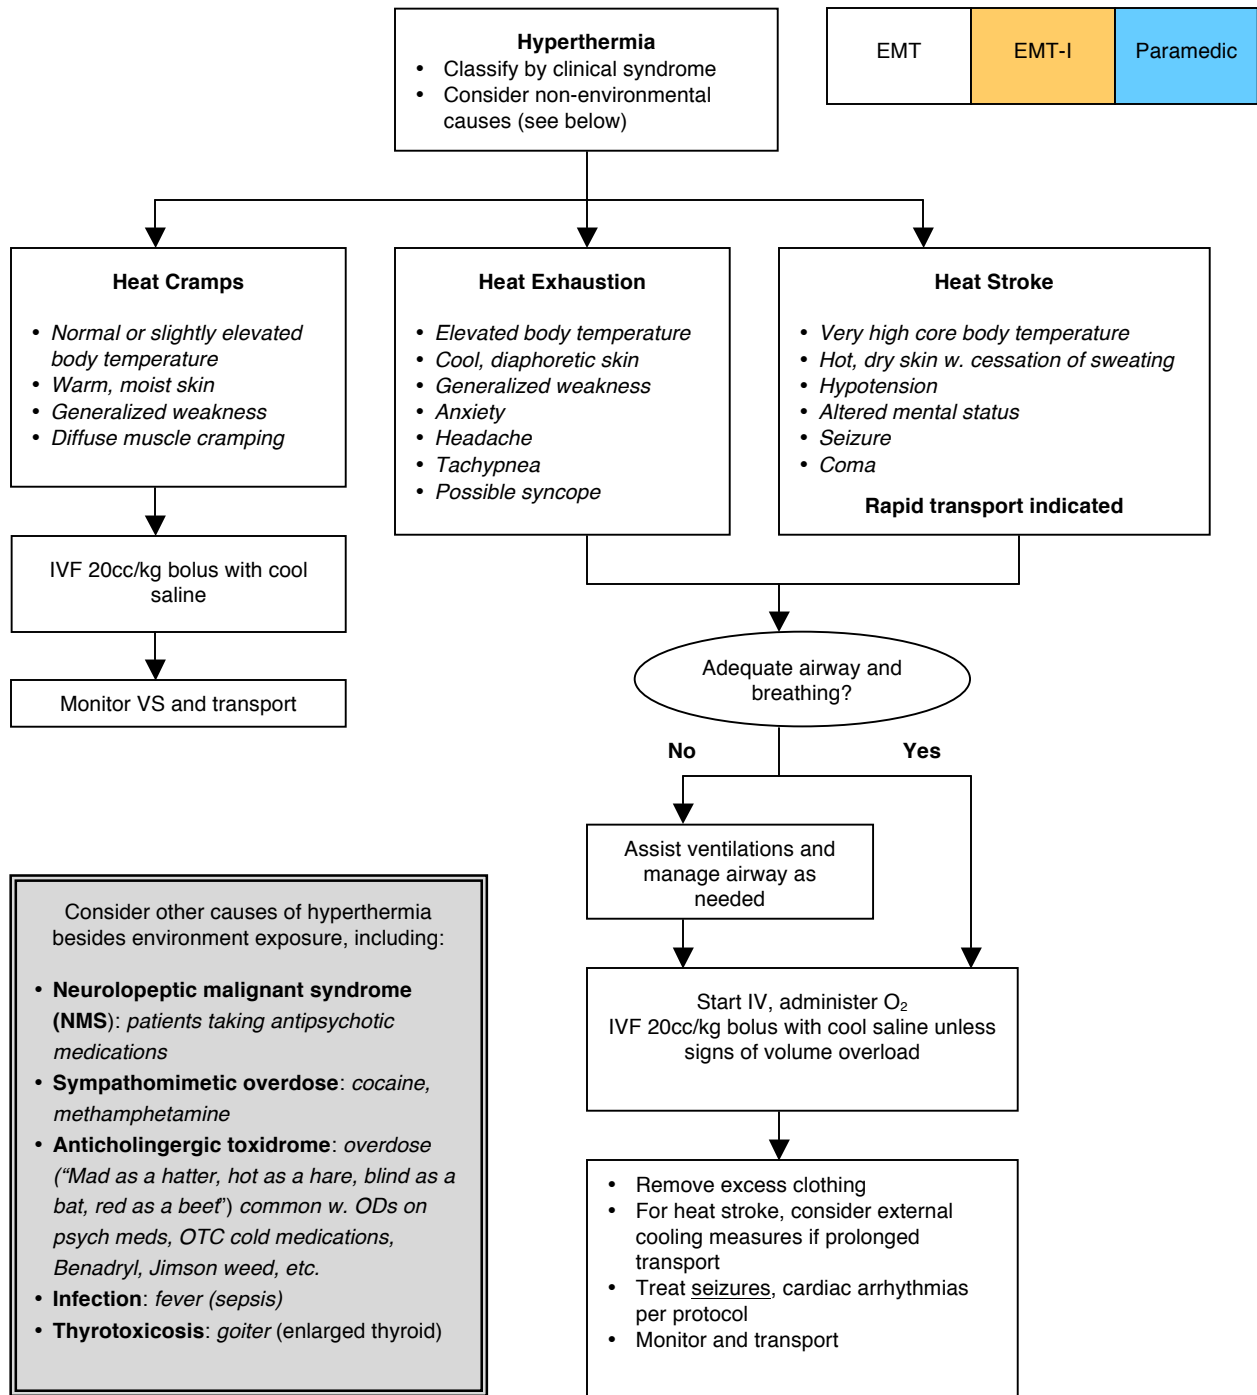 Hyperthermia
• Classify by clinical syndrome
• Consider non-environmental
causes (see below)
EMT
EMT-I
Paramedic
Heat Cramps
• Normal or slightly elevated
body temperature
• Warm, moist skin
• Generalized weakness
• Diffuse muscle cramping
Heat Exhaustion
• Elevated body temperature
• Cool, diaphoretic skin
• Generalized weakness
• Anxiety
• Headache
• Tachypnea
• Possible syncope
Heat Stroke
• Very high core body temperature
• Hot, dry skin w. cessation of sweating
• Hypotension
• Altered mental status
• Seizure
• Coma
Rapid transport indicated
IVF 20cc/kg bolus with cool
saline
Monitor VS and transport
Adequate airway and
breathing?
No
Yes
Assist ventilations and
manage airway as
needed
Start IV, administer O₂
IVF 20cc/kg bolus with cool saline unless
signs of volume overload
• Remove excess clothing
• For heat stroke, consider external
cooling measures if prolonged
transport
• Treat seizures, cardiac arrhythmias
per protocol
• Monitor and transport
Consider other causes of hyperthermia
besides environment exposure, including:
• Neurolopeptic malignant syndrome
(NMS): patients taking antipsychotic
medications
• Sympathomimetic overdose: cocaine,
methamphetamine
• Anticholingergic toxidrome: overdose
(“Mad as a hatter, hot as a hare, blind as a
bat, red as a beef”) common w. ODs on
psych meds, OTC cold medications,
Benadryl, Jimson weed, etc.
• Infection: fever (sepsis)
• Thyrotoxicosis: goiter (enlarged thyroid)